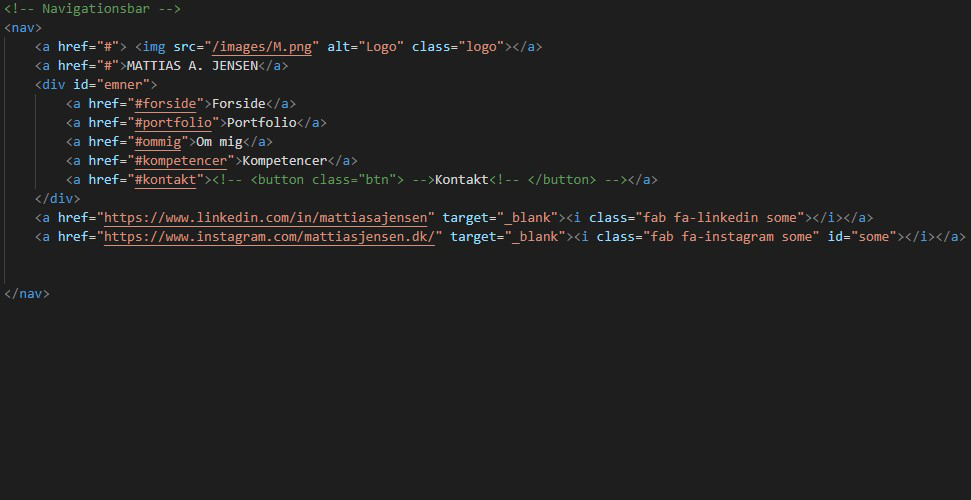 <!-- Navigationsbar -->
<nav>
    <a href="#"> <img src="/images/M.png" alt="Logo" class="logo"></a>
    <a href="#">MATTIAS A. JENSEN</a>
    <div id="emner">
        <a href="#forside">Forside</a>
        <a href="#portfolio">Portfolio</a>
        <a href="#ommig">Om mig</a>
        <a href="#kompetencer">Kompetencer</a>
        <a href="#kontakt"><!-- <button class="btn"> -->Kontakt<!-- </button> --></a>
    </div>
    <a href="https://www.linkedin.com/in/mattiasajensen" target="_blank"><i class="fab fa-linkedin some"></i></a>
    <a href="https://www.instagram.com/mattiasjensen.dk/" target="_blank"><i class="fab fa-instagram some" id="some"></i></a>
</nav>